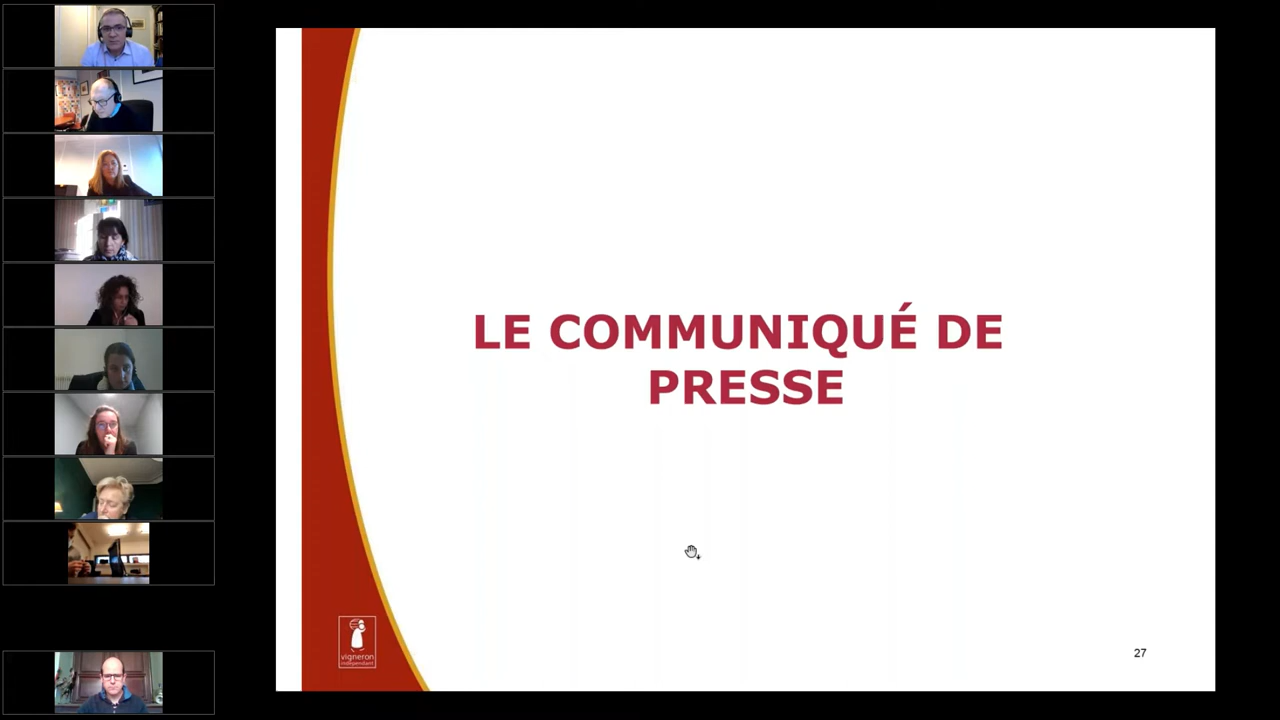 LE COMMUNIQUÉ DE
PRESSE
vigneron
indépendant
27